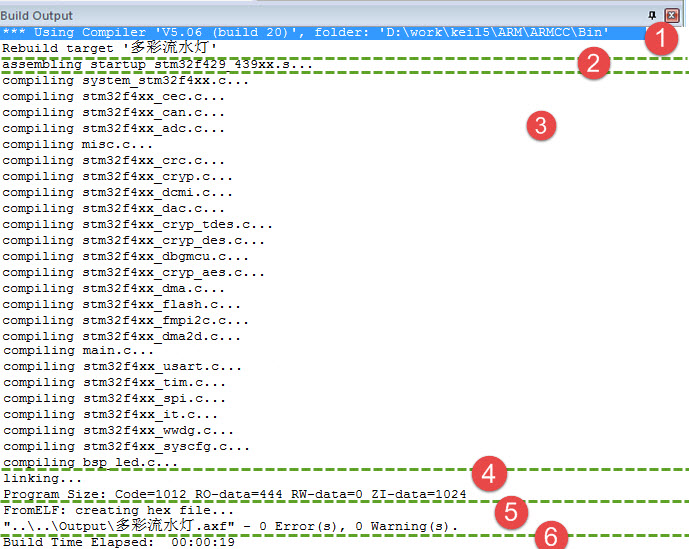 Build Output
*** Using Compiler 'V5.06 (build 20)', folder: 'D:\work\keil5\ARM\ARMCC\Bin'
1
Rebuild target '多彩流水灯'
assembling startup_stm32f429_439xx.s...
2
compiling system_stm32f4xx.c...
compiling stm32f4xx_cec.c...
compiling stm32f4xx_can.c...
compiling stm32f4xx_adc.c...
3
compiling misc.c...
compiling stm32f4xx_crc.c...
compiling stm32f4xx_cryp.c...
compiling stm32f4xx_dcmi.c...
compiling stm32f4xx_dac.c...
compiling stm32f4xx_cryp_tdes.c...
compiling stm32f4xx_cryp_des.c...
compiling stm32f4xx_dbgmcu.c...
compiling stm32f4xx_cryp_aes.c...
compiling stm32f4xx_dma.c...
compiling stm32f4xx_flash.c...
compiling stm32f4xx_fmpi2c.c...
compiling stm32f4xx_dma2d.c...
compiling main.c...
compiling stm32f4xx_usart.c...
compiling stm32f4xx_tim.c...
compiling stm32f4xx_spi.c...
compiling stm32f4xx_it.c...
compiling stm32f4xx_wwdg.c...
compiling stm32f4xx_syscfg.c...
compiling bsp_led.c...
linking...
4
Program Size: Code=1012 RO-data=444 RW-data=0 ZI-data=1024
FromELF: creating hex file...
5
"..\..\Output\多彩流水灯.axf" - 0 Error(s), 0 Warning(s).
6
Build Time Elapsed:  00:00:19